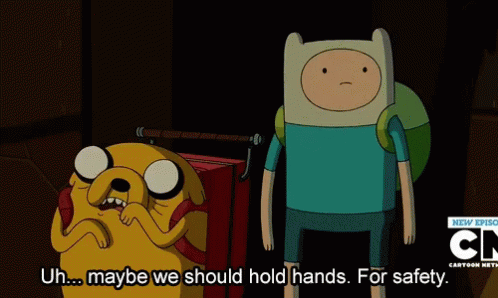 NEW EPISO
CN
CARTOON NETW
Uh... maybe we should hold hands. For safety.